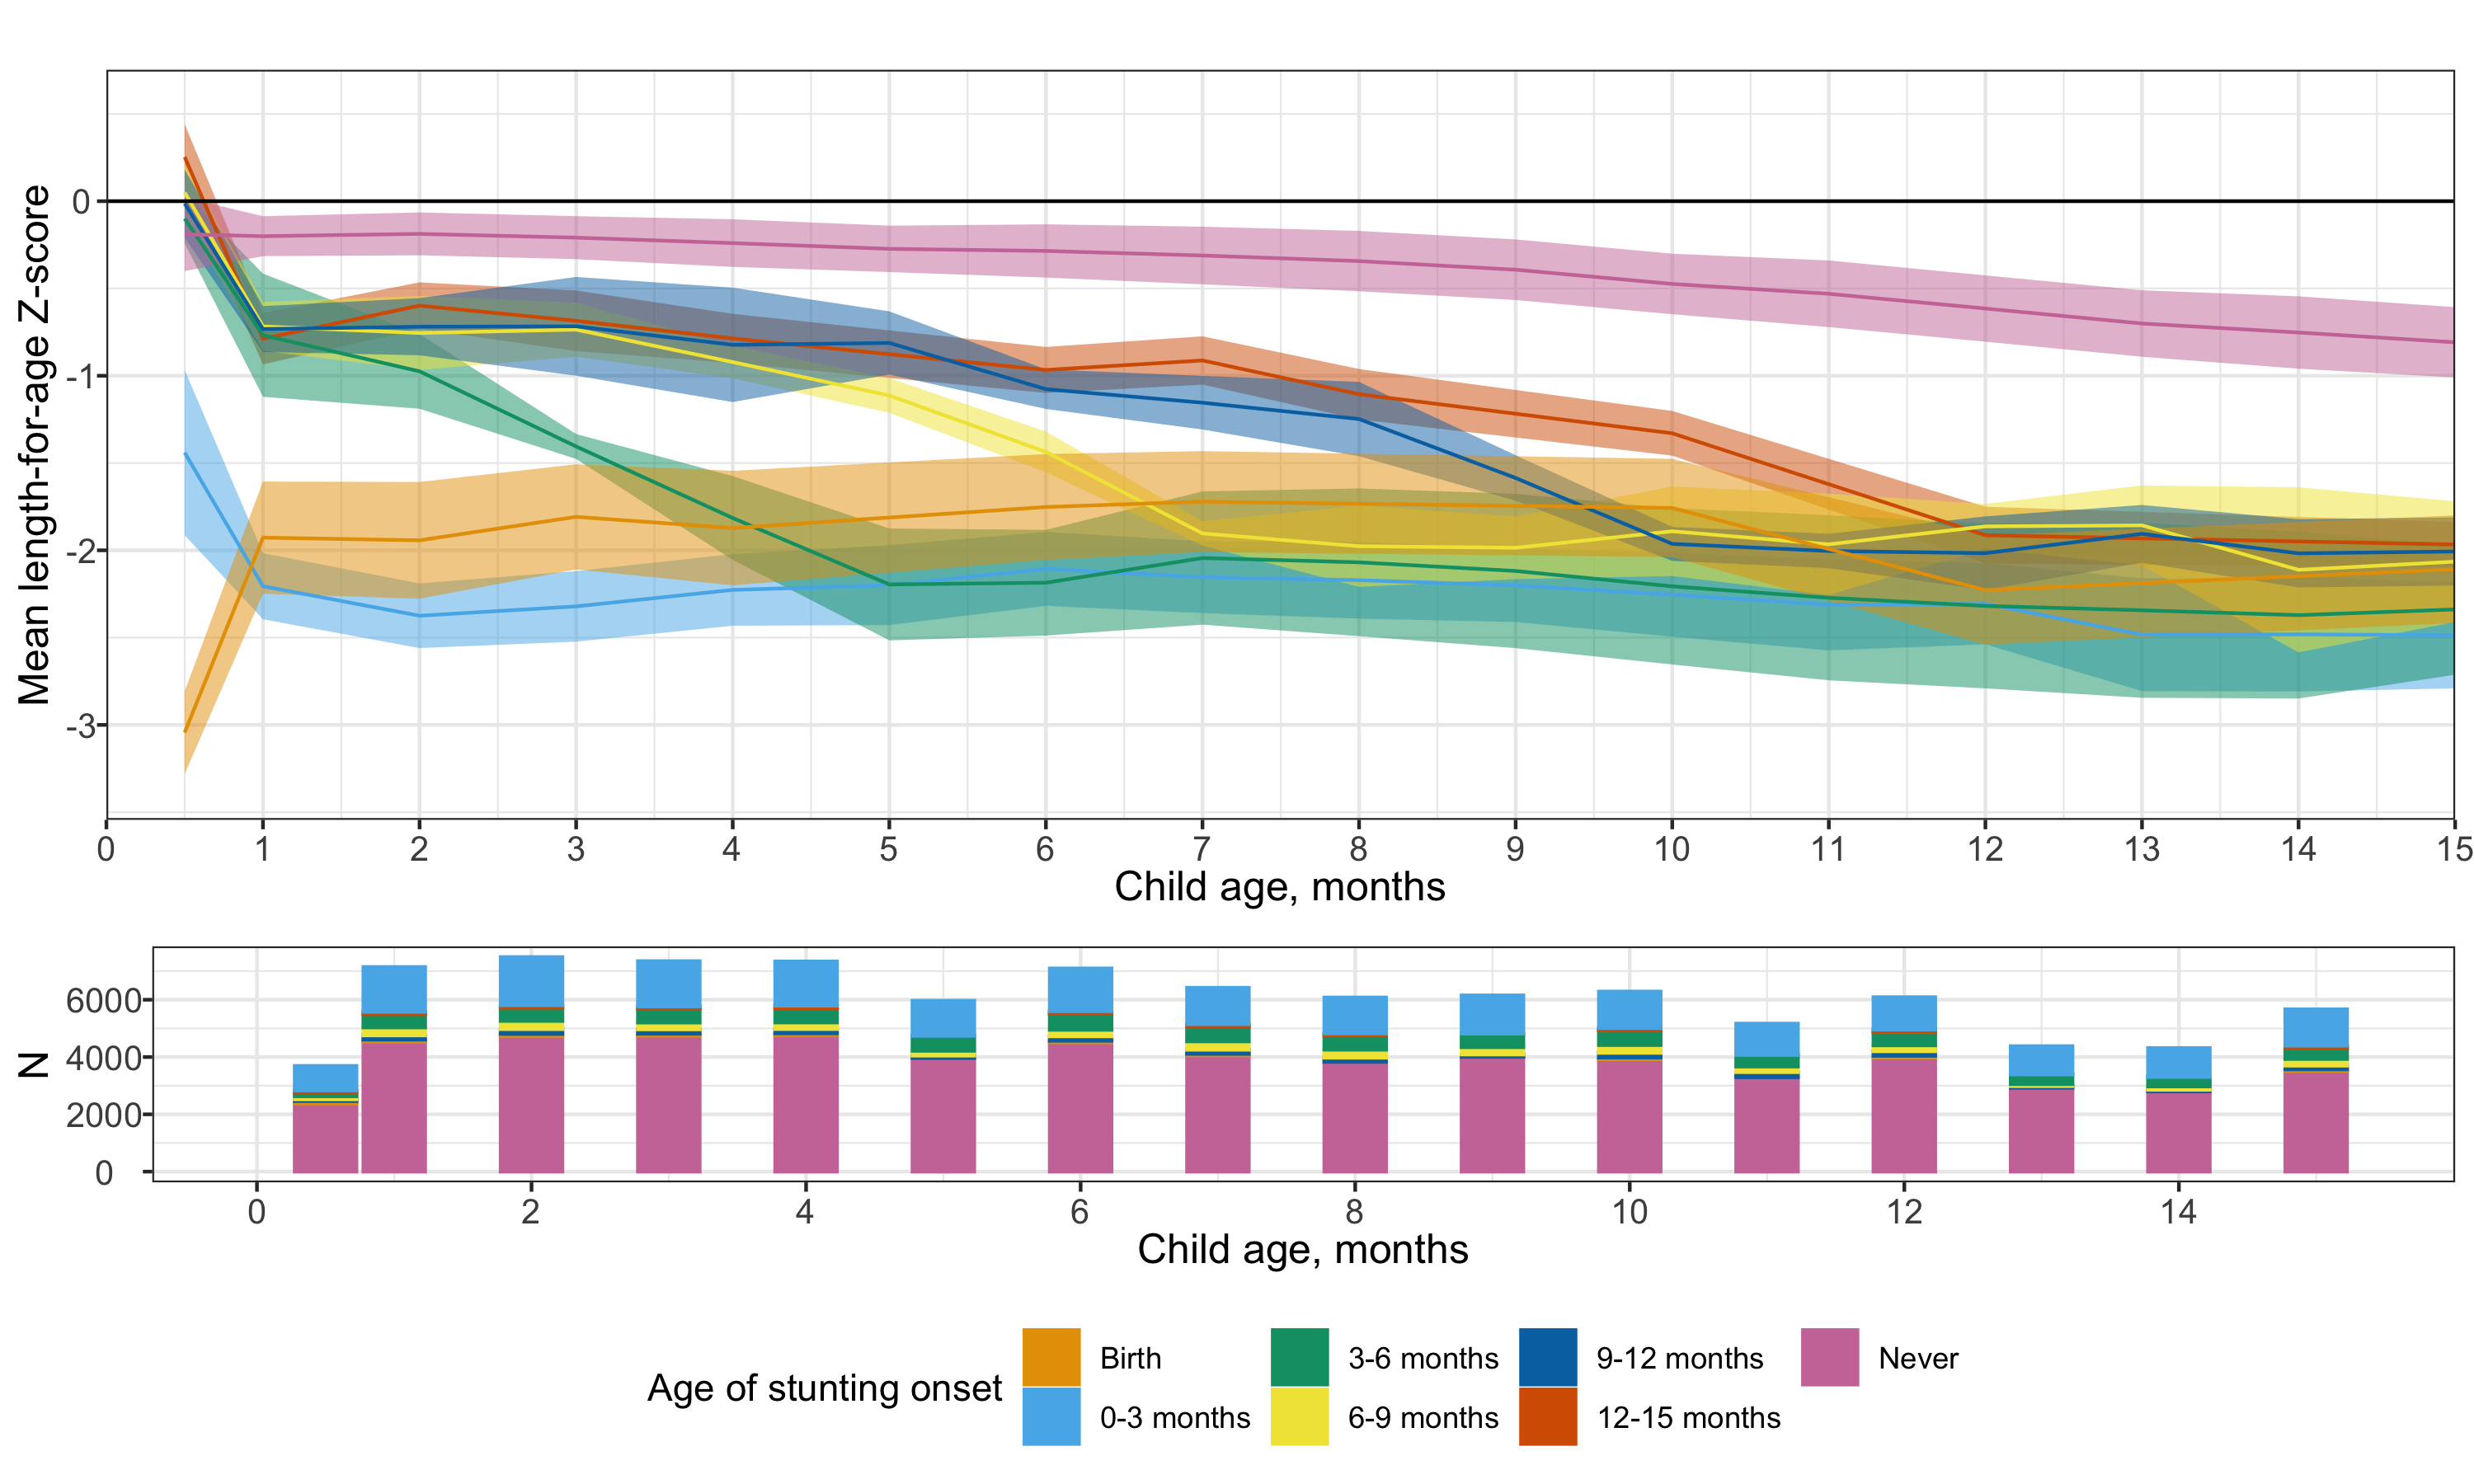 Mean length-for-age Z-score
0
-1
-2
-3
0 1 2 3 4 5 6 7 8 9 10 11 12 13 14 15
Child age, months
N
6000
4000
2000
0
0 2 4 6 8 10 12 14
Child age, months
Age of stunting onset
Birth 3-6 months 9-12 months Never
0-3 months 6-9 months 12-15 months